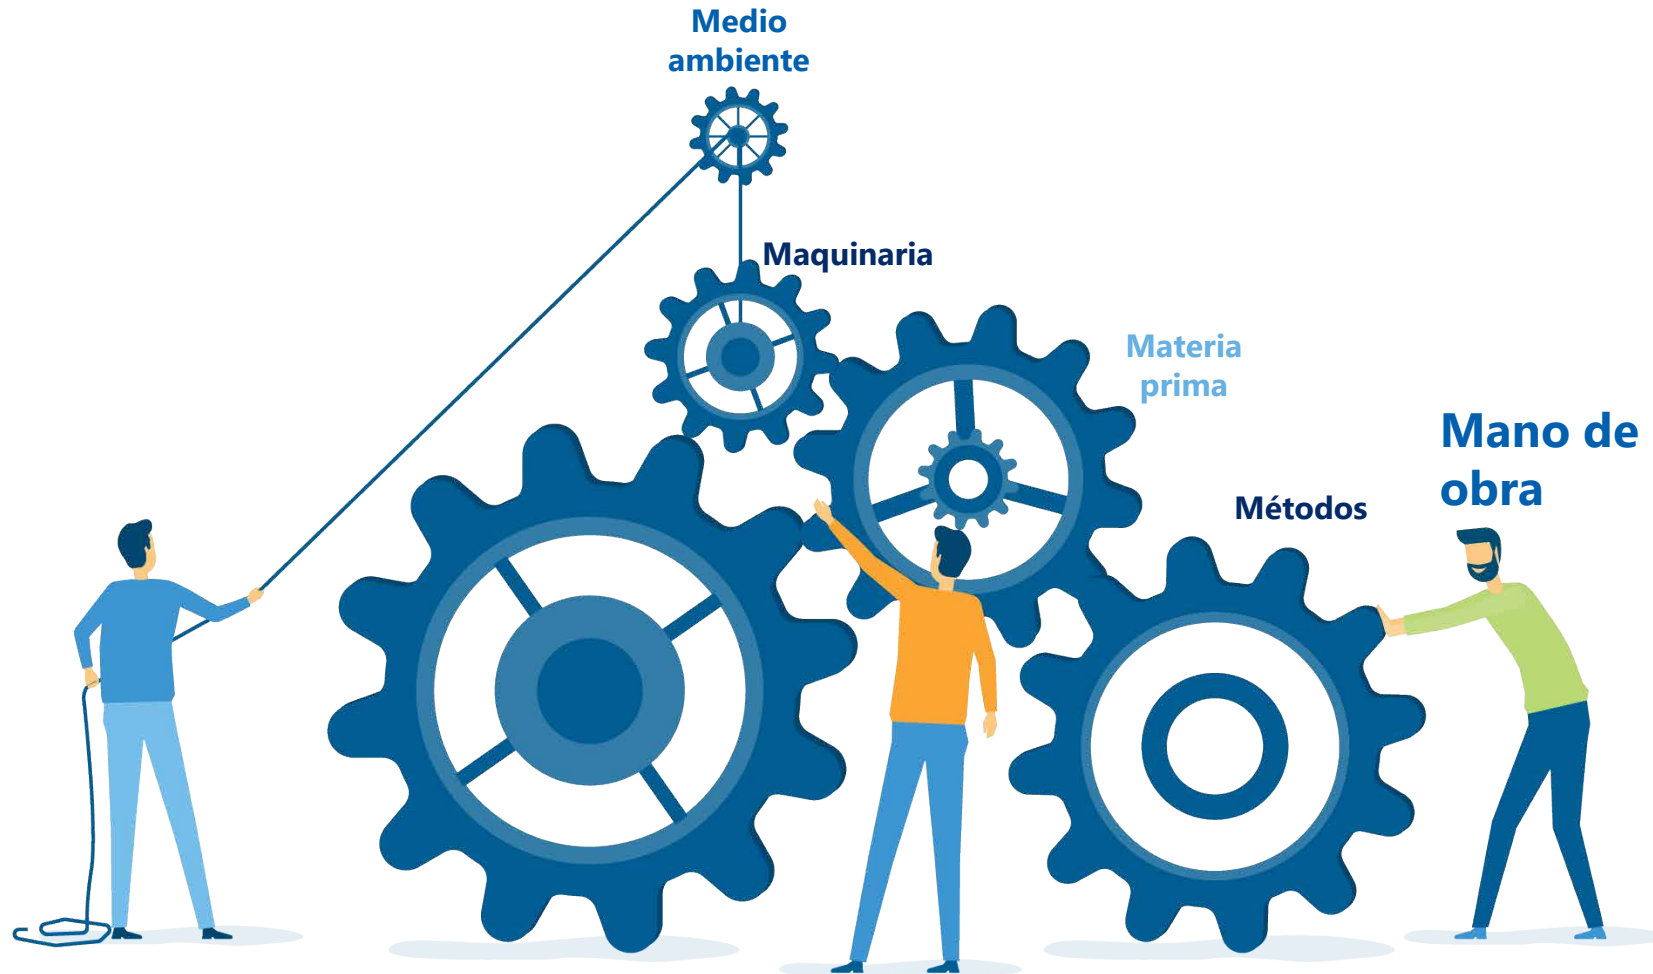 Medio
ambiente
Maquinaria
Materia
prima
Mano de
obra
Métodos